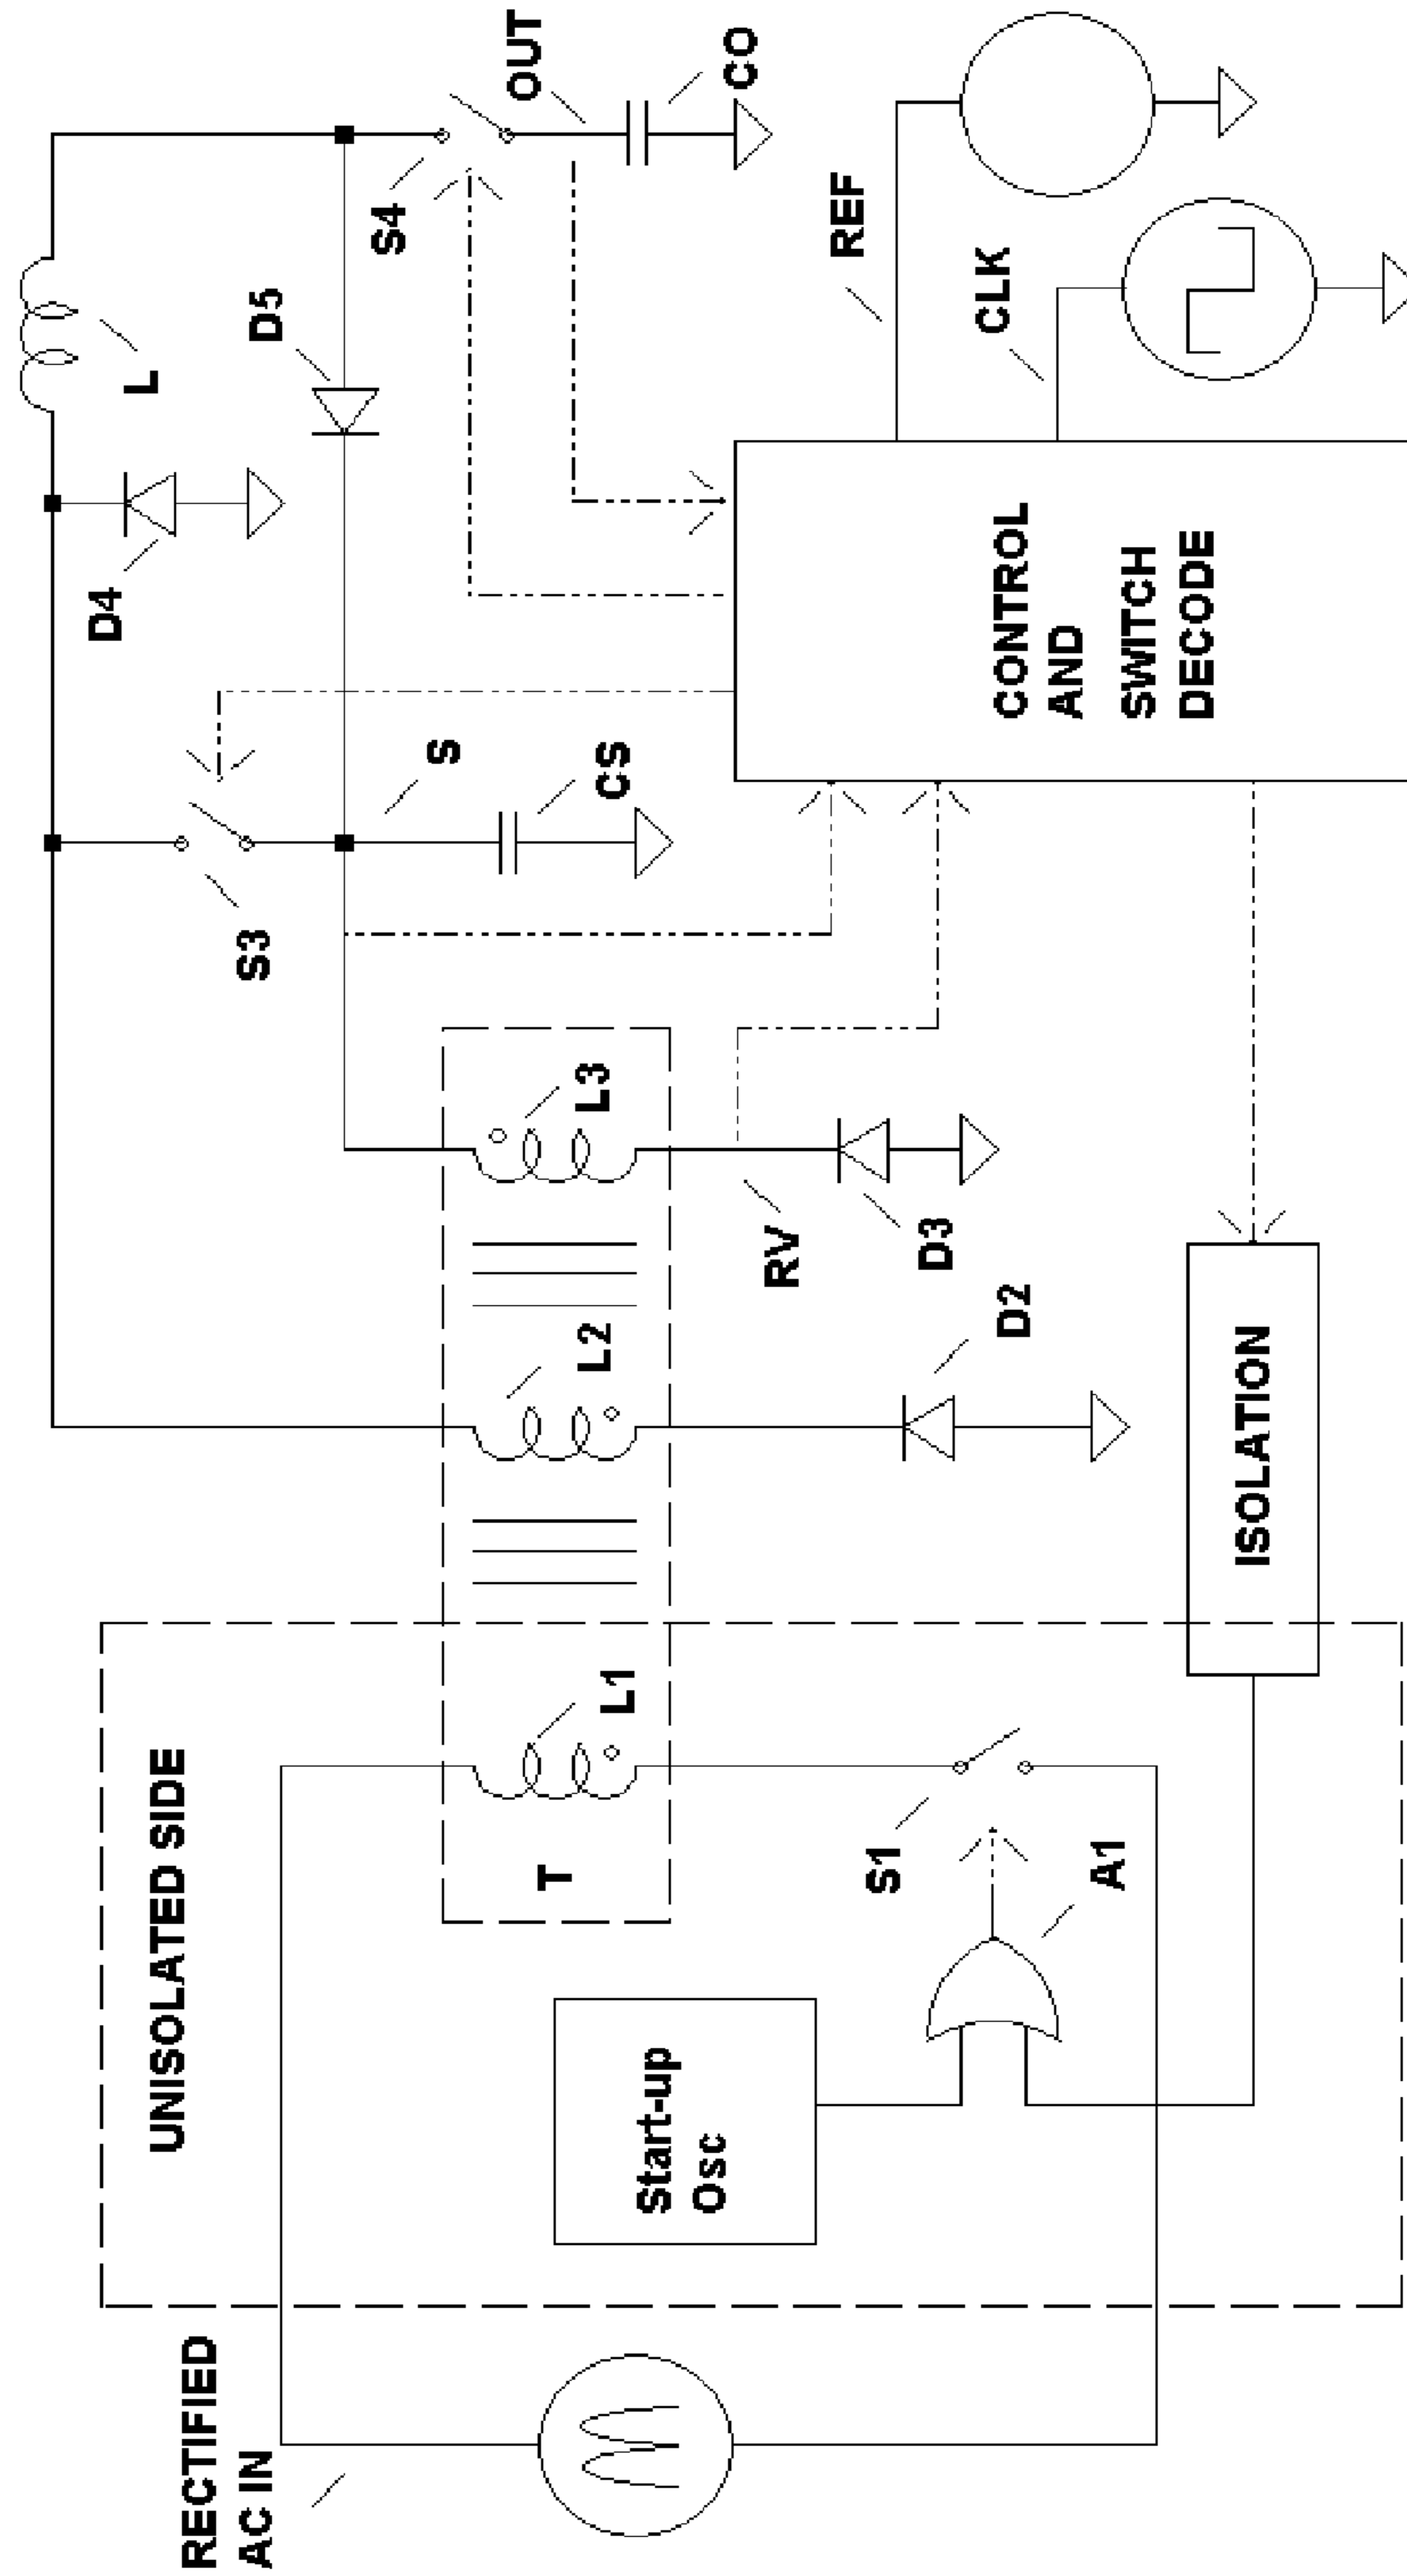 RECTIFIED
AC IN
UNISOLATED SIDE
Start-up
Osc
T
L1
S1
A1
ISOLATION
L2
D2
L3
RV
D3
S3
S
CS
D4
L
D5
S4
OUT
CO
REF
CLK
CONTROL
AND
SWITCH
DECODE